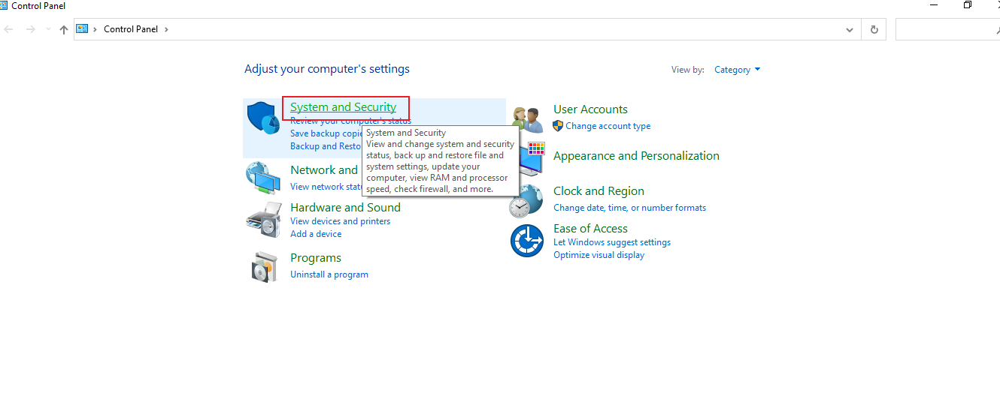 Control Panel
Control Panel
Adjust your computer's settings
View by: Category
System and Security
Review your computer's status
Save backup copie
Backup and Resto
System and Security
View and change system and security
status, back up and restore file and
system settings, update your
computer, view RAM and processor
speed, check firewall, and more.
Network and
View network statu
Hardware and Sound
View devices and printers
Add a device
Programs
Uninstall a program
User Accounts
Change account type
Appearance and Personalization
Clock and Region
Change date, time, or number formats
Ease of Access
Let Windows suggest settings
Optimize visual display